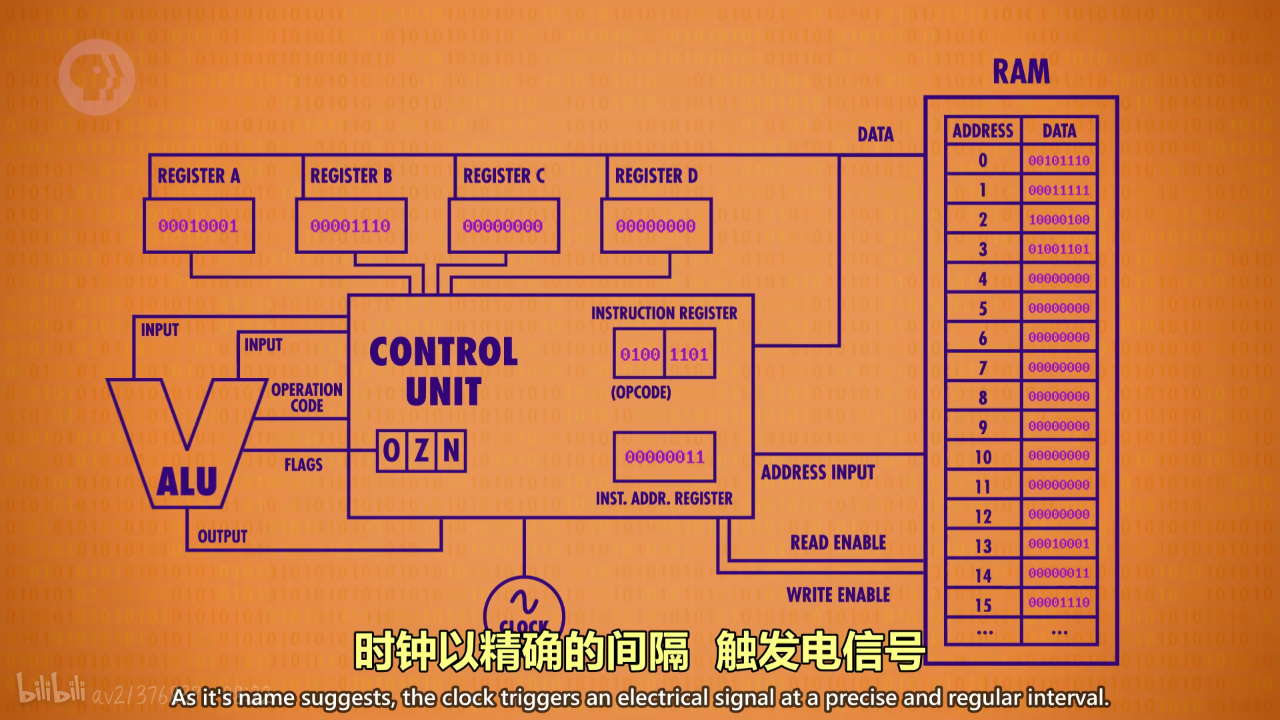 RAM
ADDRESS DATA
0 00101110
1 00011111
2 10000100
3 01001101
4 00000000
5 00000000
6 00000000
7 00000000
8 00000000
9 00000000
10 00000000
11 00000000
12 00000000
13 00010001
14 00000011
15 00001110
... ...
DATA
REGISTER A
00010001
REGISTER B
00001110
REGISTER C
00000000
REGISTER D
00000000
INPUT
INPUT
OPERATION
CODE
FLAGS
ALU
OUTPUT
CONTROL
UNIT
O Z N
INSTRUCTION REGISTER
0100 1101
(OPCODE)
00000011
INST. ADDR. REGISTER
ADDRESS INPUT
READ ENABLE
WRITE ENABLE
CLOCK
时钟以精确的间隔 触发电信号
bilibili
As it's name suggests, the clock triggers an electrical signal at a precise and regular interval.